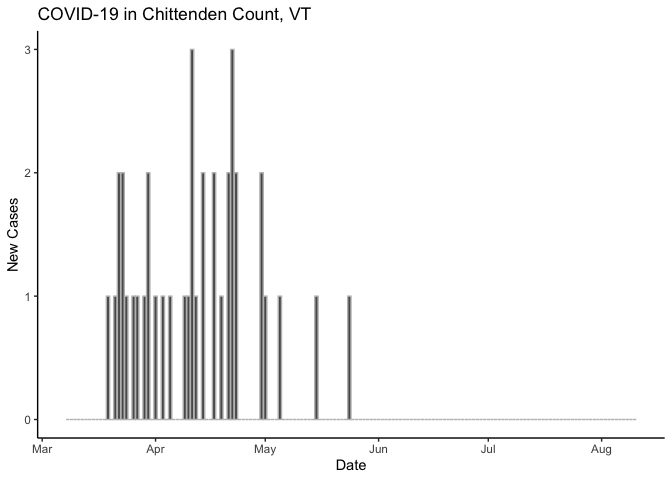 COVID-19 in Chittenden Count, VT
3
2
1
0
New Cases
Mar Apr May Jun Jul Aug
Date